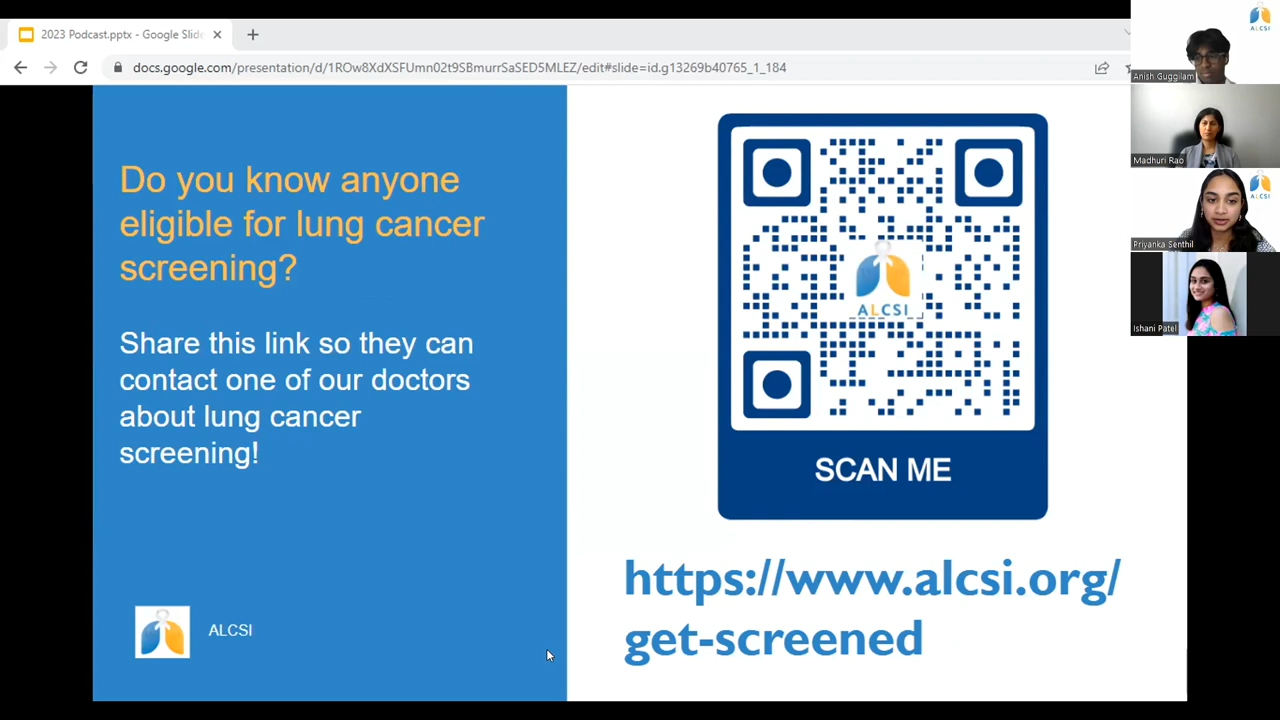 2023 Podcast.pptx - Google Slide
docs.google.com/presentation/d/1ROw8XdXSFUmn02t9SBmurrSaSED5MLEZ/edit#slide=id.g13269b40765_1_184
Do you know anyone
eligible for lung cancer
screening?
Share this link so they can
contact one of our doctors
about lung cancer
screening!
ALCSI
ALCSI
SCAN ME
https://www.alcsi.org/
get-screened
ALCSI
Anish Guggilam
Madhuri Rao
ALCSI
Priyanka Senthil
Ishani Patel